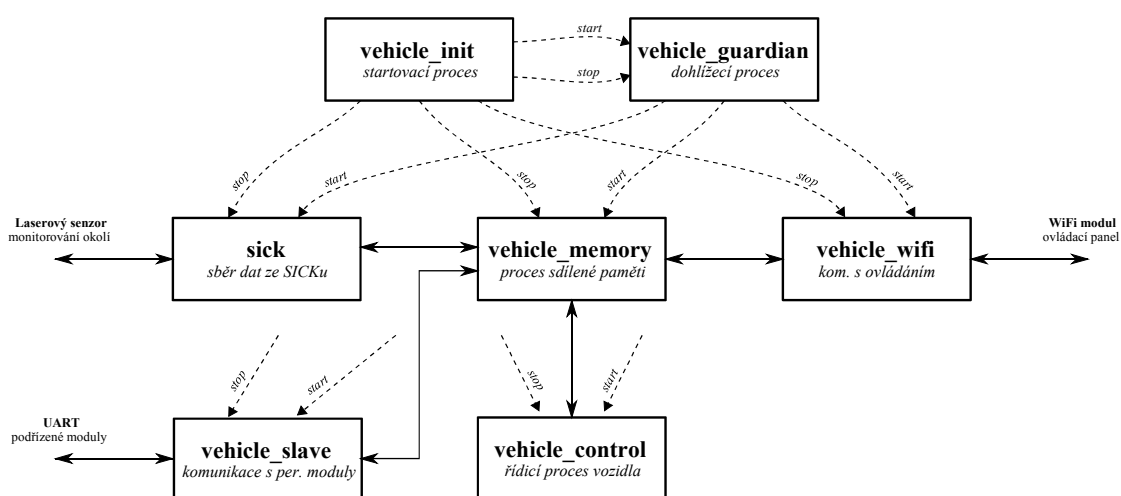 vehicle_init
startovací proces
start
stop
vehicle_guardian
dohlížecí proces
stop
start
stop
start
stop
start
Laserový senzor
monitorování okolí
sick
sběr dat ze SICKu
vehicle_memory
proces sdílené paměti
vehicle_wifi
kom. s ovládáním
WiFi modul
ovládací panel
stop
start
stop
start
UART
podřízené moduly
vehicle_slave
komunikace s per. moduly
vehicle_control
řídicí proces vozidla